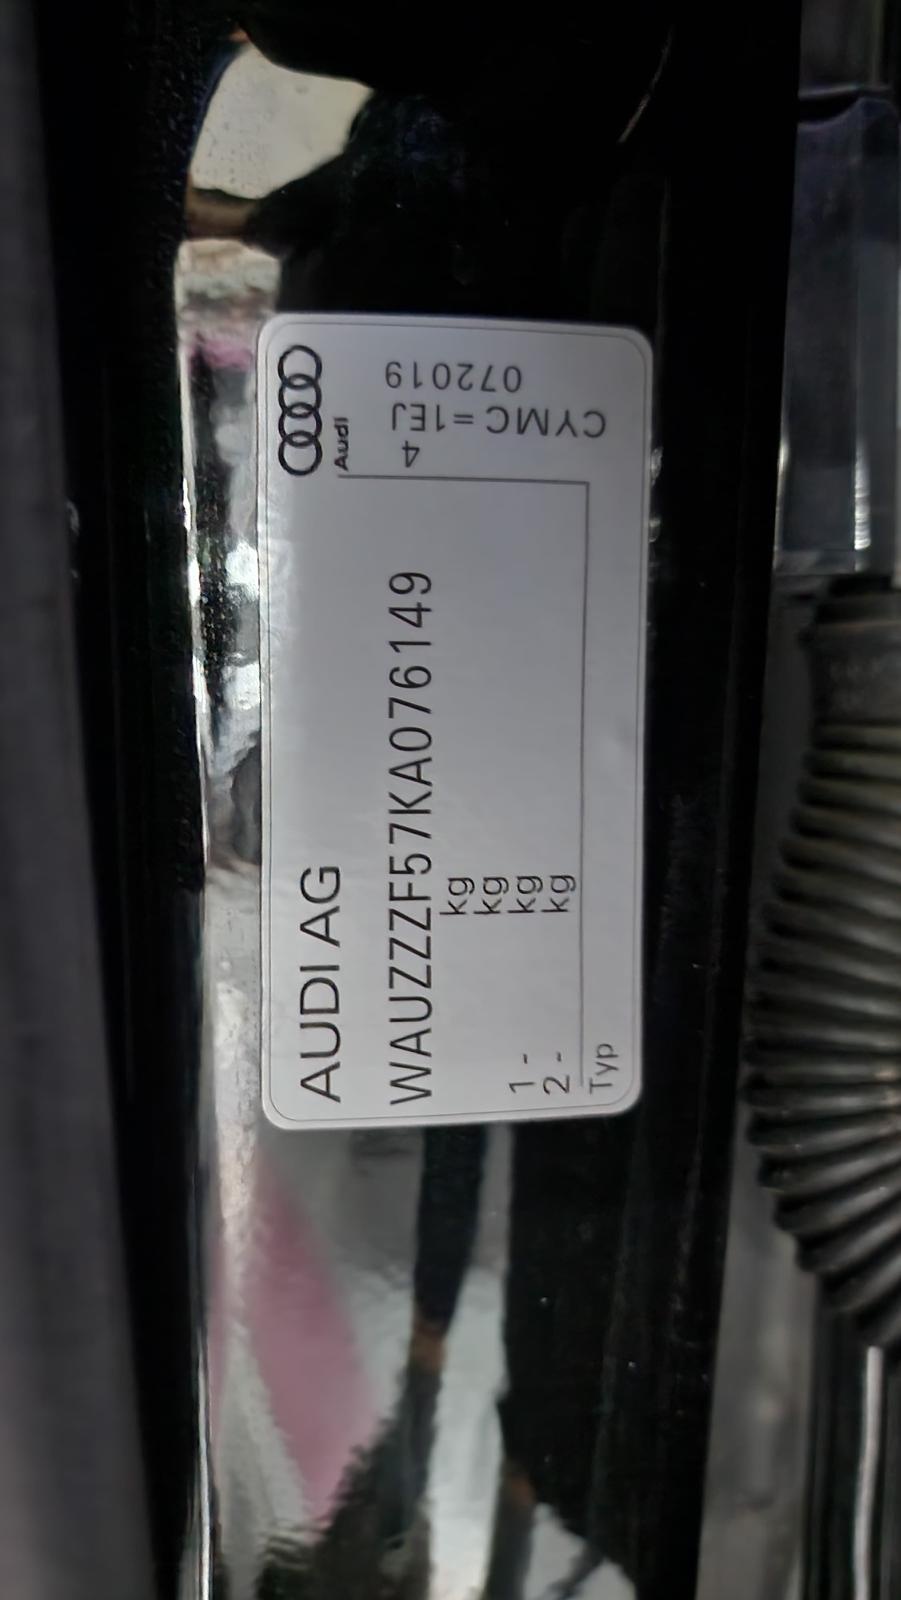 AUDI AG
WAUZZZF57KA076149
kg
kg
1 - kg
2 - kg
Typ
Audi
072019
CYMC=1EJ
4